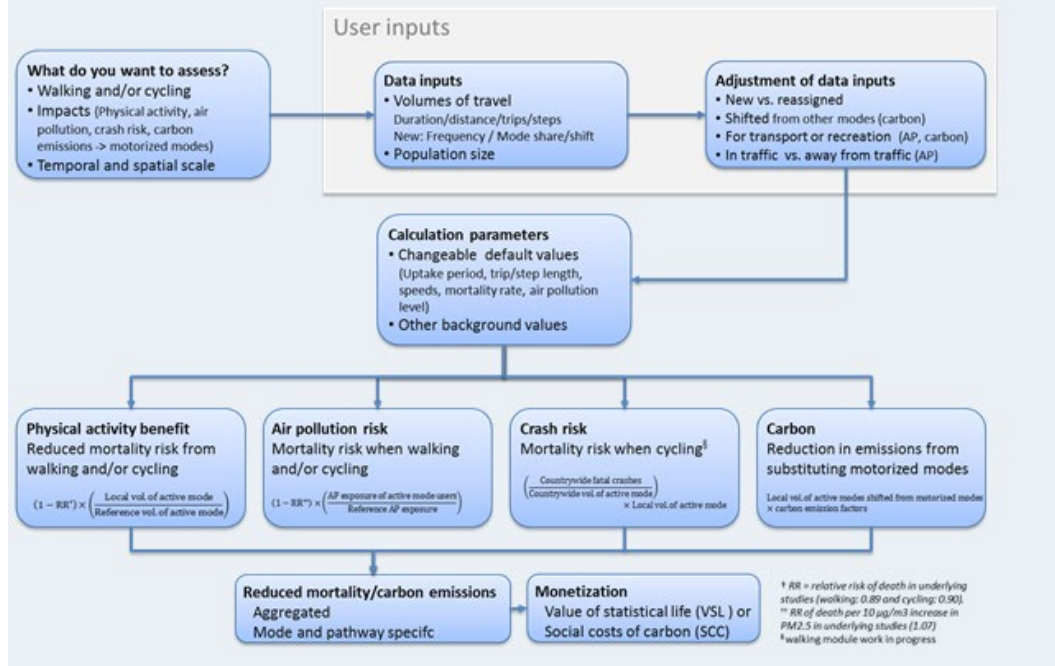 User inputs
What do you want to assess?
• Walking and/or cycling
• Impacts (Physical activity, air
pollution, crash risk, carbon
emissions -> motorized modes)
• Temporal and spatial scale
Data inputs
• Volumes of travel
Duration/distance/trips/steps
New: Frequency / Mode share/shift
• Population size
Adjustment of data inputs
• New vs. reassigned
• Shifted from other modes (carbon)
• For transport or recreation (AP, carbon)
• In traffic vs. away from traffic (AP)
Calculation parameters
• Changeable default values
(Uptake period, trip/step length,
speeds, mortality rate, air pollution
level)
• Other background values
Physical activity benefit
Reduced mortality risk from
walking and/or cycling
(1 − RR*) × (Local vol. of active mode / Reference vol. of active mode)
Air pollution risk
Mortality risk when walking
and/or cycling
(1 − RR**) × (AP exposure of active mode users / Reference AP exposure)
Crash risk
Mortality risk when cycling§
(Countrywide fatal crashes / Countrywide vol. of active mode)
× Local vol. of active mode
Carbon
Reduction in emissions from
substituting motorized modes
Local vol. of active modes shifted from motorized modes
× carbon emission factors
Reduced mortality/carbon emissions
Aggregated
Mode and pathway specifc
Monetization
Value of statistical life (VSL ) or
Social costs of carbon (SCC)
† RR = relative risk of death in underlying
studies (walking: 0.89 and cycling: 0.90).
** RR of death per 10 µg/m3 increase in
PM2.5 in underlying studies (1.07)
§ walking module work in progress